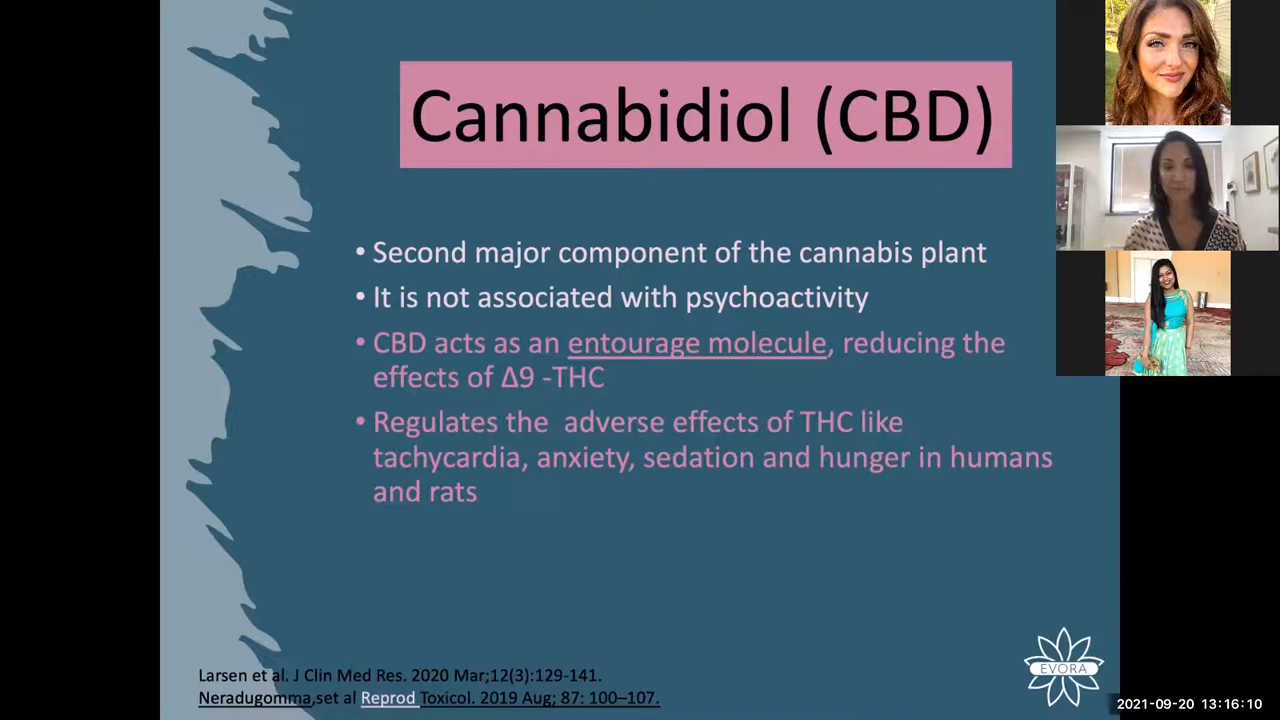 Cannabidiol (CBD)
• Second major component of the cannabis plant
• It is not associated with psychoactivity
• CBD acts as an entourage molecule, reducing the
effects of Δ9 -THC
• Regulates the  adverse effects of THC like
tachycardia, anxiety, sedation and hunger in humans
and rats
Larsen et al. J Clin Med Res. 2020 Mar;12(3):129-141.
Neradugomma,set al Reprod Toxicol. 2019 Aug; 87: 100–107.
EVORA
2021-09-20 13:16:10